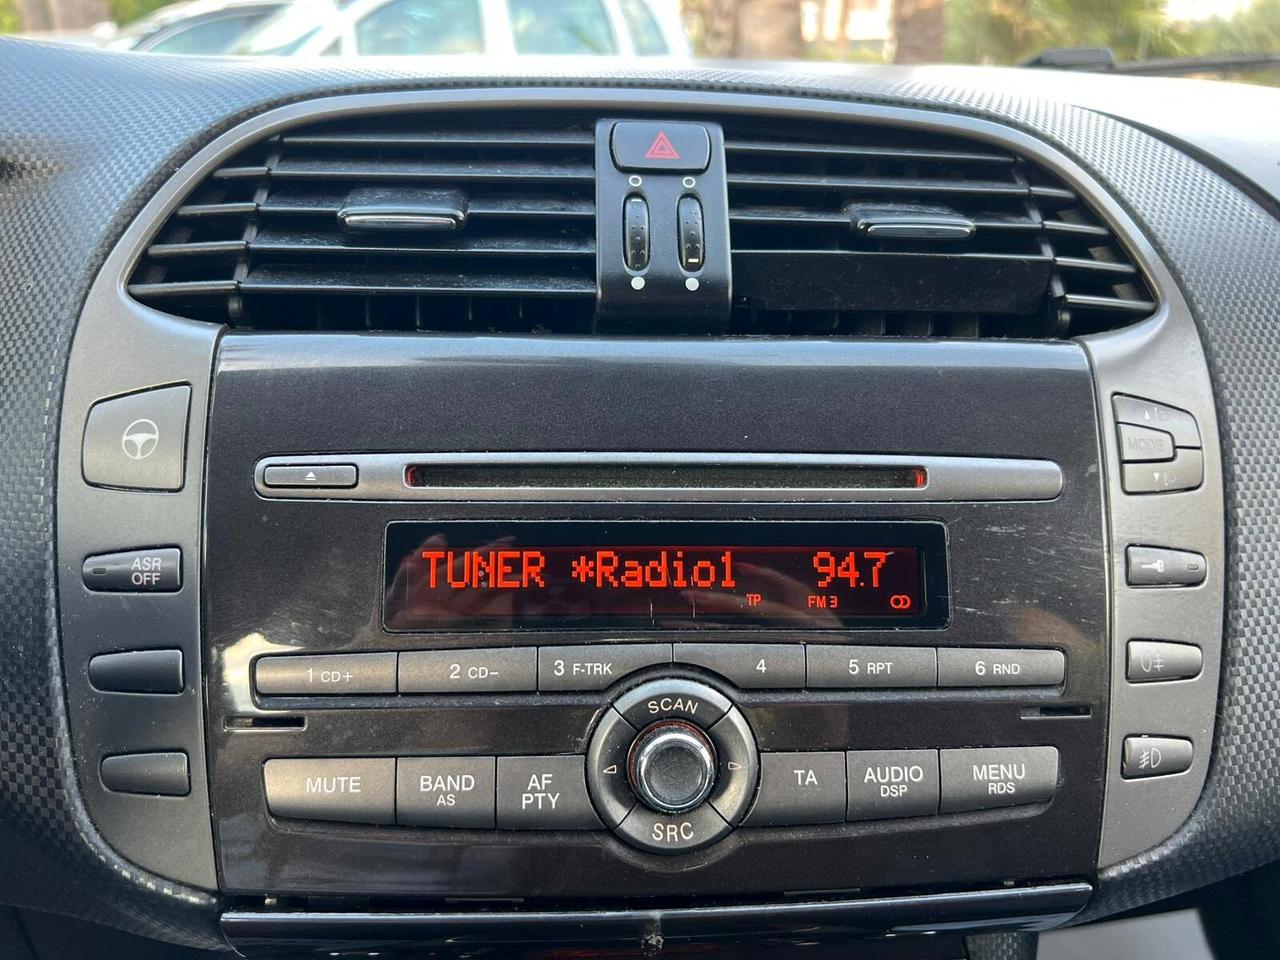 MODE
ASR
OFF
TUNER *Radio1 94.7
TP FM3
1 CD+ 2 CD- 3 F-TRK 4 5 RPT 6 RND
SCAN
MUTE BAND AF TA AUDIO MENU
AS PTY DSP RDS
SRC